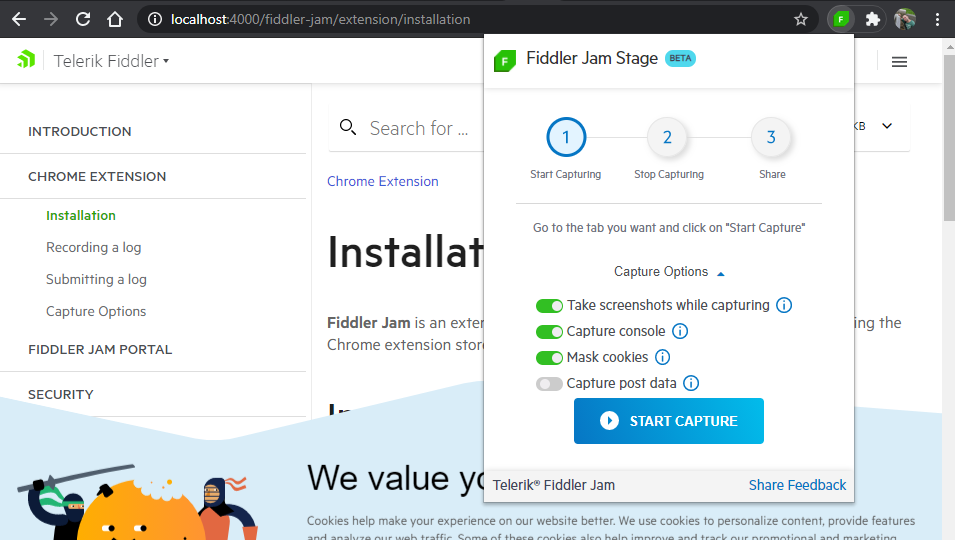 localhost:4000/fiddler-jam/extension/installation
Telerik Fiddler
INTRODUCTION
CHROME EXTENSION
Installation
Recording a log
Submitting a log
Capture Options
FIDDLER JAM PORTAL
SECURITY
Search for ...
KB
Chrome Extension
Installat
Fiddler Jam is an exter
ing the
Chrome extension store
We value yo
Cookies help make your experience on our website better. We use cookies to personalize content, provide features
and analyze our web traffic. Some of these cookies also help improve and track our promotional and marketing
F
F
Fiddler Jam Stage BETA
1
2
3
Start Capturing
Stop Capturing
Share
Go to the tab you want and click on "Start Capture"
Capture Options
Take screenshots while capturing
Capture console
Mask cookies
Capture post data
START CAPTURE
Telerik® Fiddler Jam
Share Feedback